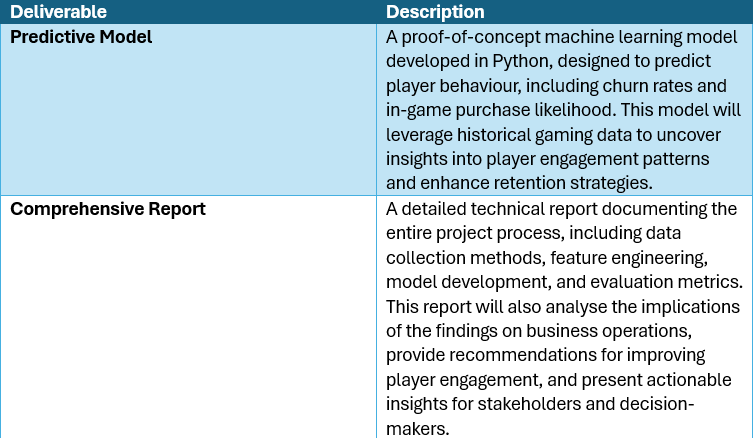 Deliverable Description
Predictive Model
A proof-of-concept machine learning model
developed in Python, designed to predict
player behaviour, including churn rates and
in-game purchase likelihood. This model will
leverage historical gaming data to uncover
insights into player engagement patterns
and enhance retention strategies.
Comprehensive Report
A detailed technical report documenting the
entire project process, including data
collection methods, feature engineering,
model development, and evaluation metrics.
This report will also analyse the implications
of the findings on business operations,
provide recommendations for improving
player engagement, and present actionable
insights for stakeholders and decision-
makers.